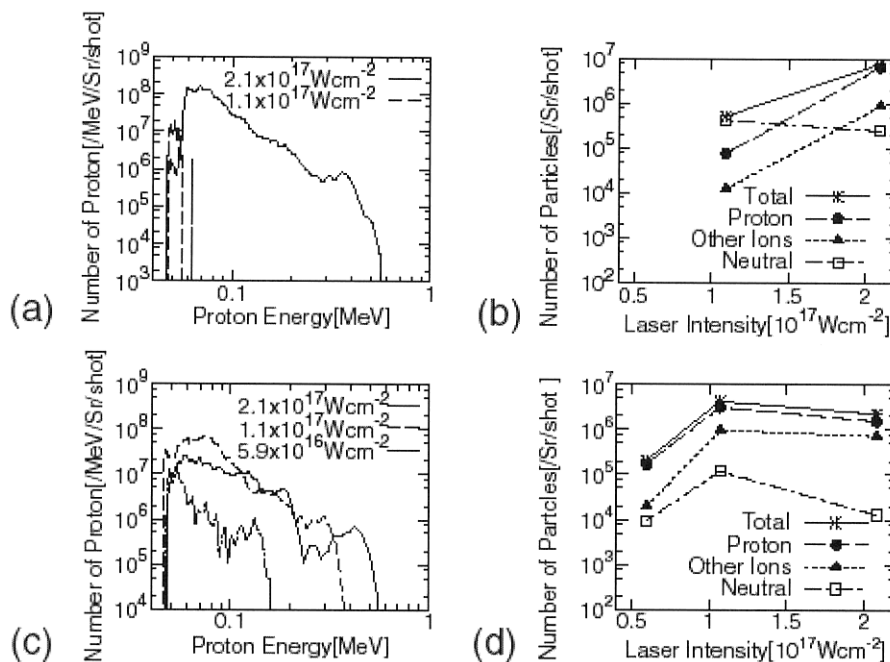 (a)
Number of Proton[/MeV/Sr/shot]
10^9
10^8
10^7
10^6
10^5
10^4
10^3
2.1x10^17Wcm^-2
1.1x10^17Wcm^-2
0.1
1
Proton Energy[MeV]
(b)
Number of Particles[/Sr/shot]
10^7
10^6
10^5
10^4
10^3
10^2
Total
Proton
Other Ions
Neutral
0.5
1
1.5
2
Laser Intensity[10^17Wcm^-2]
(c)
Number of Proton[/MeV/Sr/shot]
10^9
10^8
10^7
10^6
10^5
10^4
2.1x10^17Wcm^-2
1.1x10^17Wcm^-2
5.9x10^16Wcm^-2
0.1
1
Proton Energy[MeV]
(d)
Number of Partcles[/Sr/shot ]
10^7
10^6
10^5
10^4
10^3
10^2
Total
Proton
Other Ions
Neutral
0.5
1
1.5
2
Laser Intensity[10^17Wcm^-2]